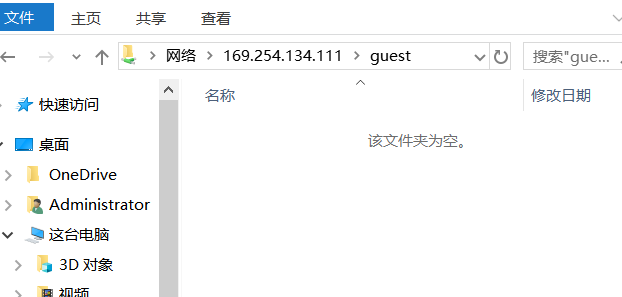 文件 主页 共享 查看
网络 169.254.134.111 guest 搜索"gue...
名称 修改日期
快速访问
该文件夹为空。
桌面
OneDrive
Administrator
这台电脑
3D 对象
视频